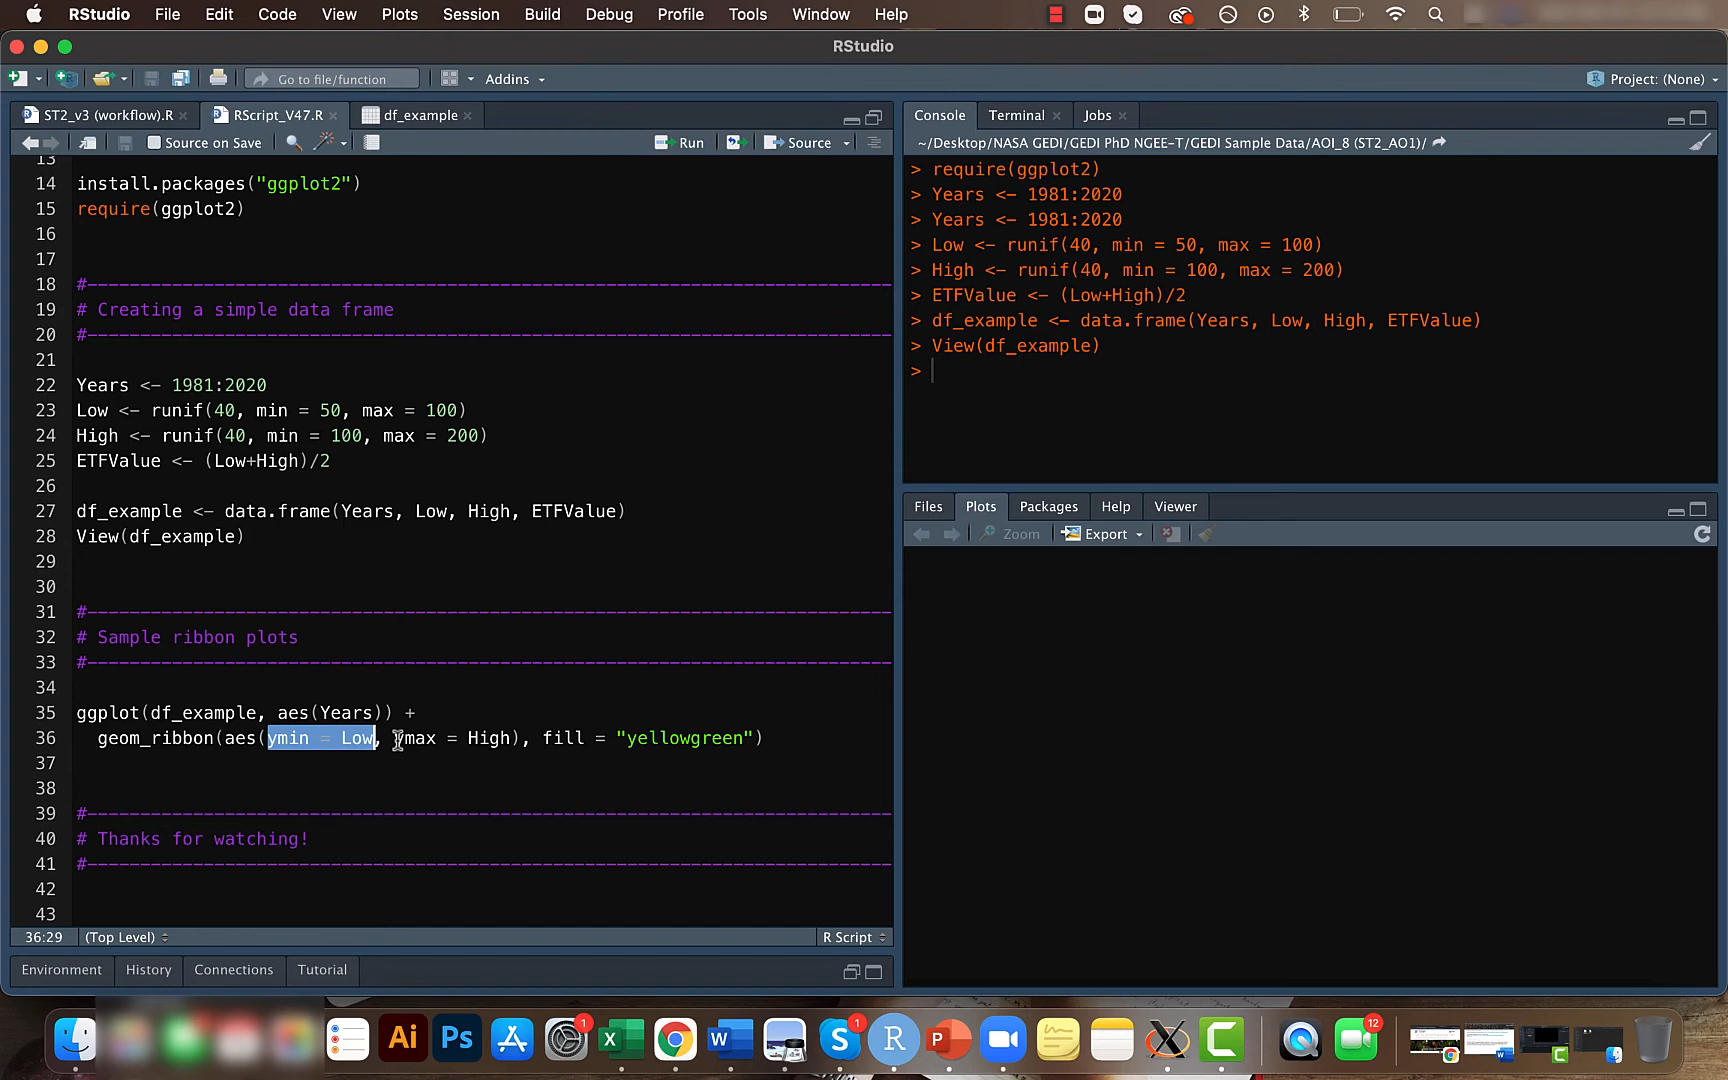 RStudio File Edit Code View Plots Session Build Debug Profile Tools Window Help
RStudio
Go to file/function Addins Project: (None)
ST2_v3 (workflow).R RScript_V47.R df_example
Source on Save Run Source
13
14 install.packages("ggplot2")
15 require(ggplot2)
16
17
18 #------------------------------------------------------------------------------
19 # Creating a simple data frame
20 #------------------------------------------------------------------------------
21
22 Years <- 1981:2020
23 Low <- runif(40, min = 50, max = 100)
24 High <- runif(40, min = 100, max = 200)
25 ETFValue <- (Low+High)/2
26
27 df_example <- data.frame(Years, Low, High, ETFValue)
28 View(df_example)
29
30
31 #------------------------------------------------------------------------------
32 # Sample ribbon plots
33 #------------------------------------------------------------------------------
34
35 ggplot(df_example, aes(Years)) +
36 geom_ribbon(aes(ymin = Low, ymax = High), fill = "yellowgreen")
37
38
39 #------------------------------------------------------------------------------
40 # Thanks for watching!
41 #------------------------------------------------------------------------------
42
43
36:29 (Top Level) R Script
Environment History Connections Tutorial
Console Terminal Jobs
~/Desktop/NASA GEDI/GEDI PhD NGEE-T/GEDI Sample Data/AOI_8 (ST2_AO1)/
> require(ggplot2)
> Years <- 1981:2020
> Years <- 1981:2020
> Low <- runif(40, min = 50, max = 100)
> High <- runif(40, min = 100, max = 200)
> ETFValue <- (Low+High)/2
> df_example <- data.frame(Years, Low, High, ETFValue)
> View(df_example)
>
Files Plots Packages Help Viewer
Zoom Export
Ai Ps 1 X W S 1 R P X C 12